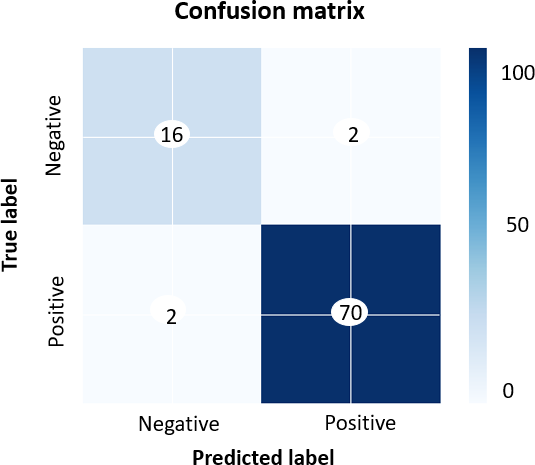 Confusion matrix
True label
Negative
Positive
16
2
2
70
Negative
Positive
Predicted label
100
50
0